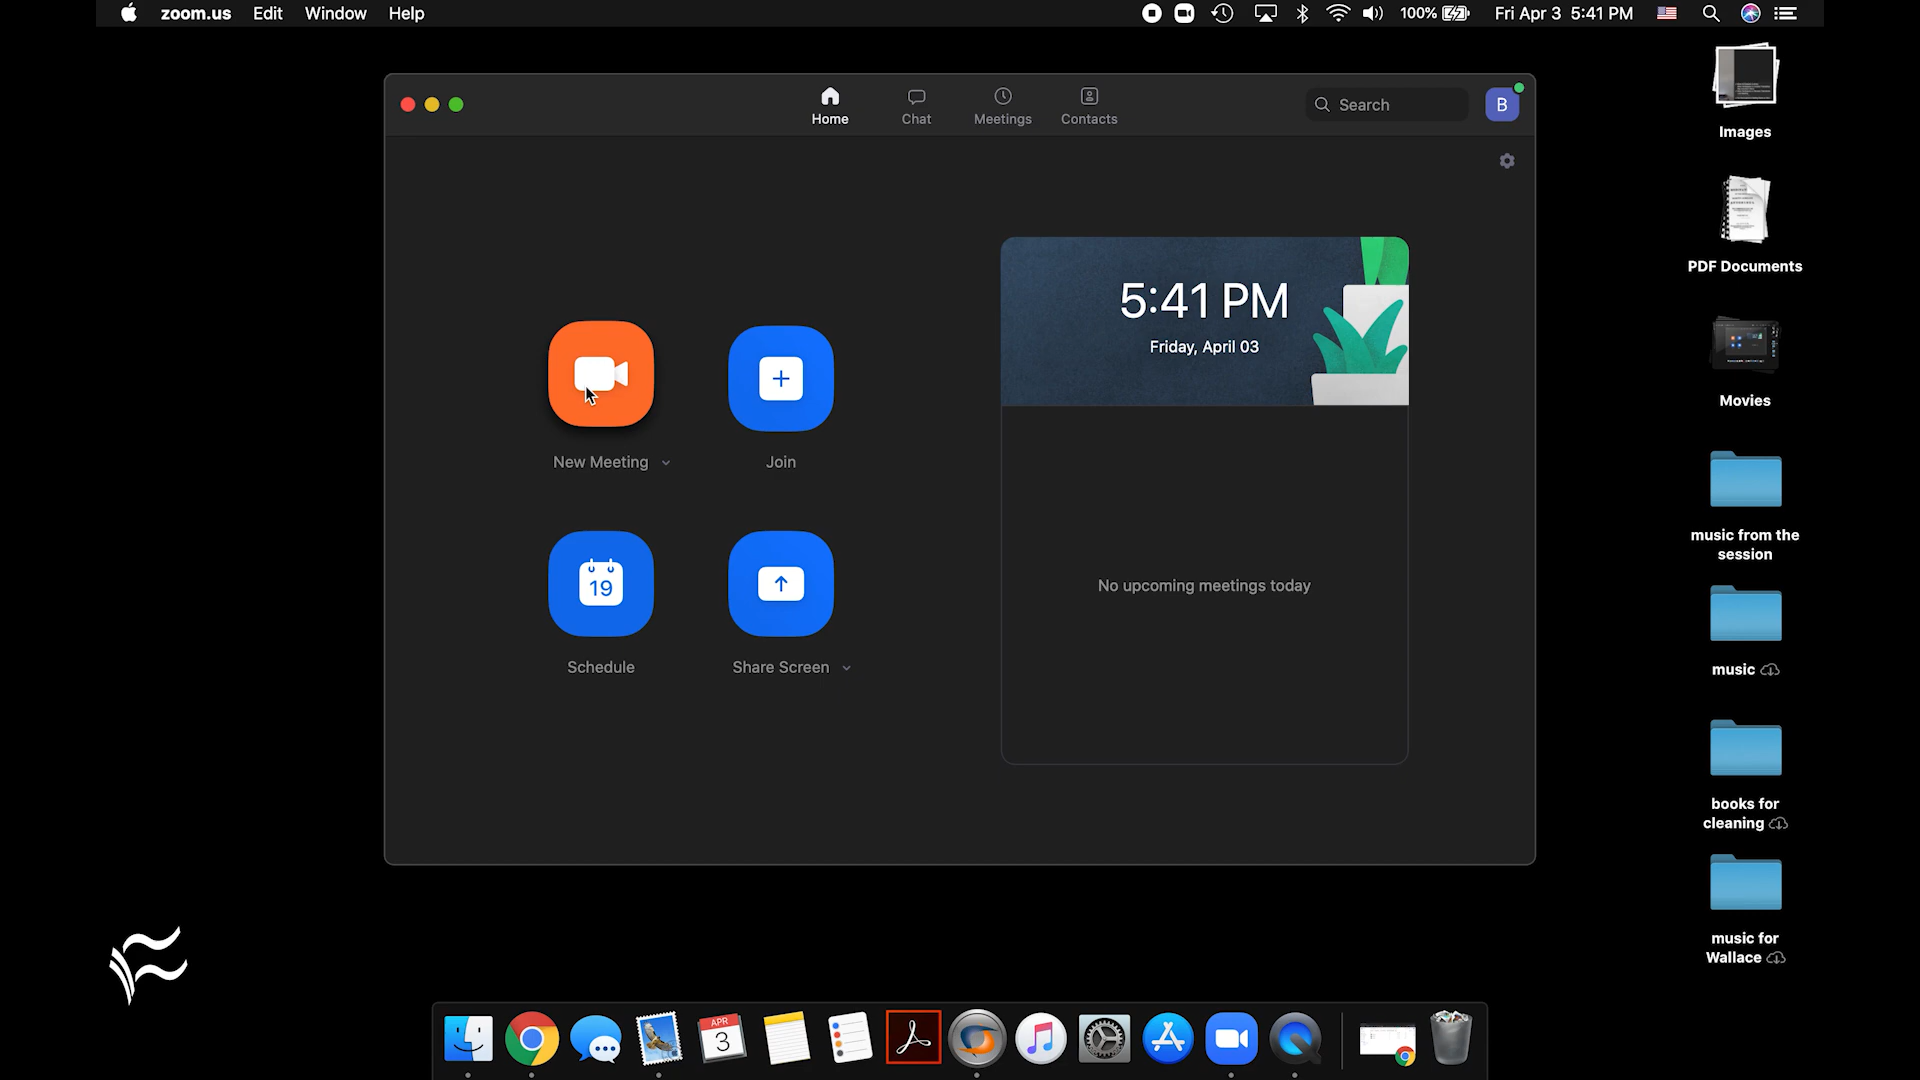 zoom.us Edit Window Help
100% Fri Apr 3 5:41 PM
Home Chat Meetings Contacts
Search
B
5:41 PM
Friday, April 03
New Meeting
Join
19
Schedule
Share Screen
No upcoming meetings today
Images
PDF Documents
Movies
music from the
session
music
books for
cleaning
music for
Wallace
APR
3